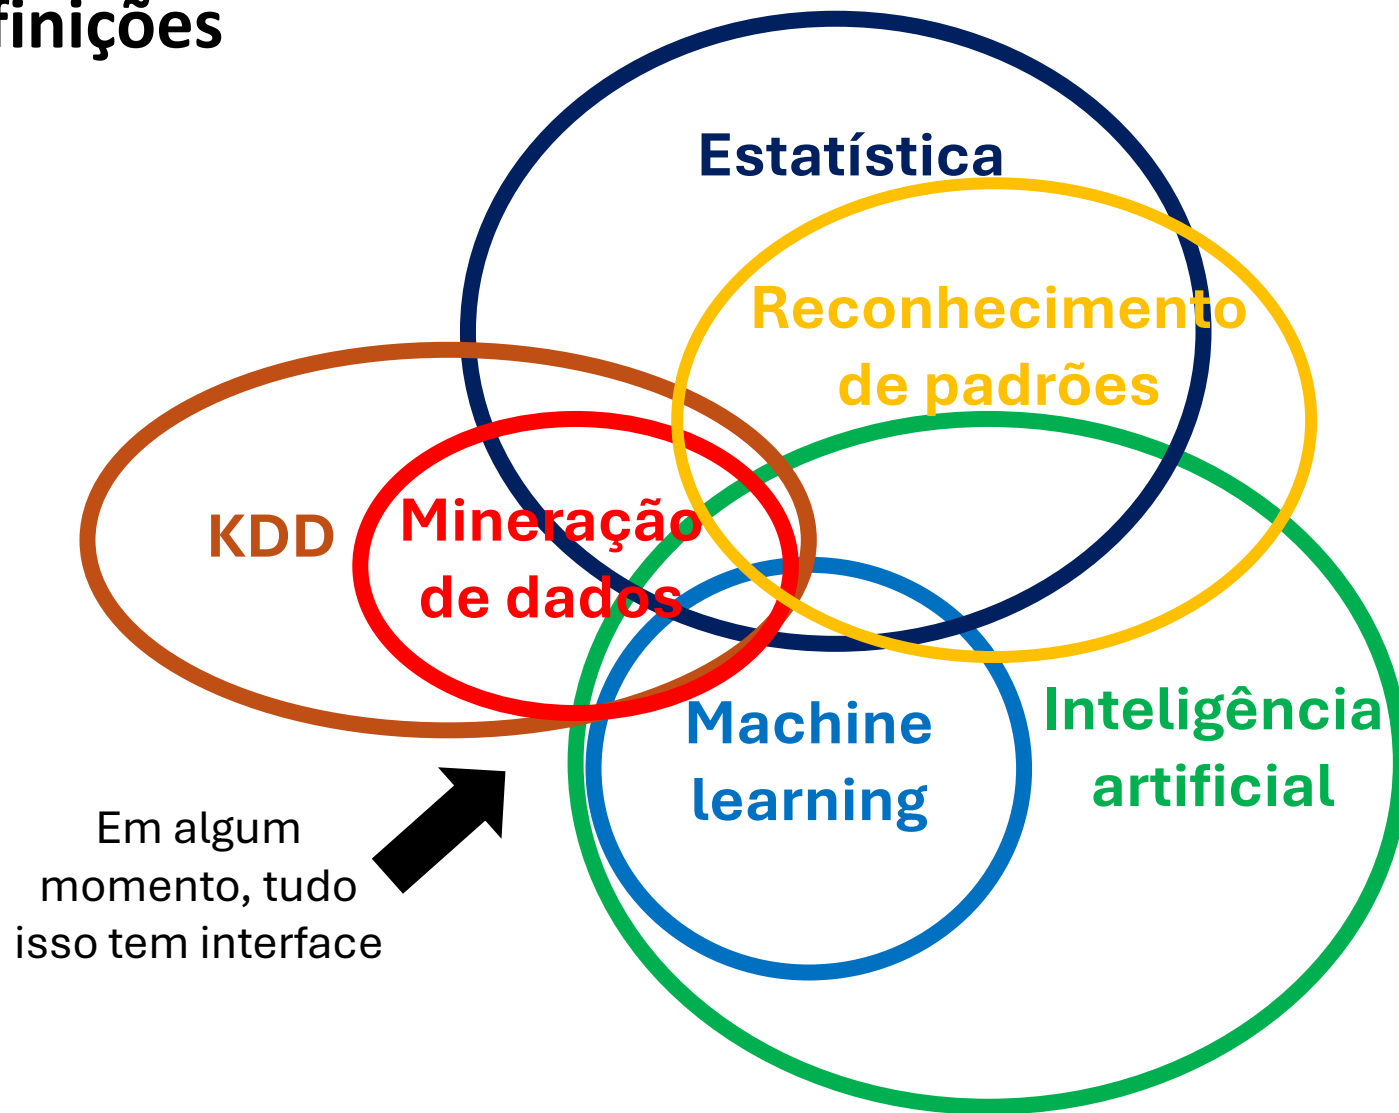 finições
Estatística
Reconhecimento
de padrões
KDD
Mineração
de dados
Machine
learning
Inteligência
artificial
Em algum
momento, tudo
isso tem interface